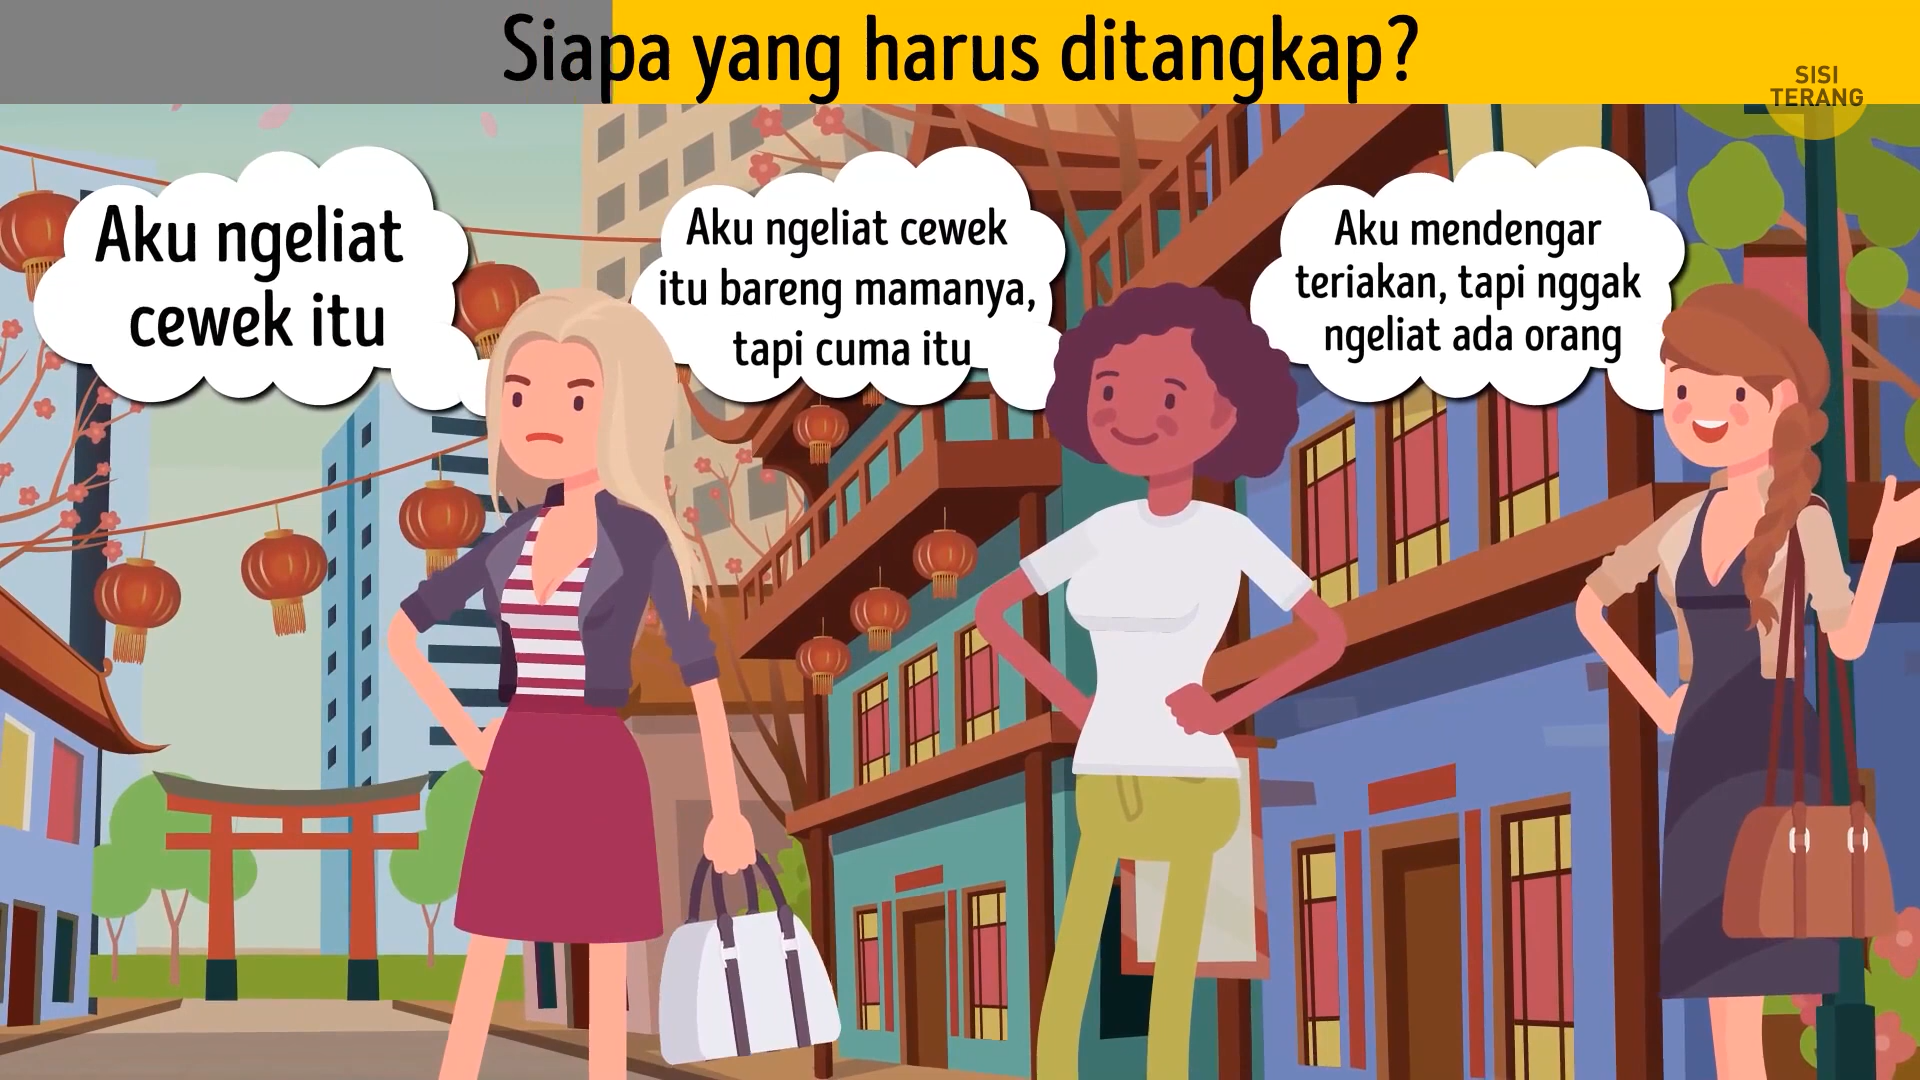 Siapa yang harus ditangkap?
SISI
TERANG
Aku ngeliat
cewek itu
Aku ngeliat cewek
itu bareng mamanya,
tapi cuma itu
Aku mendengar
teriakan, tapi nggak
ngeliat ada orang